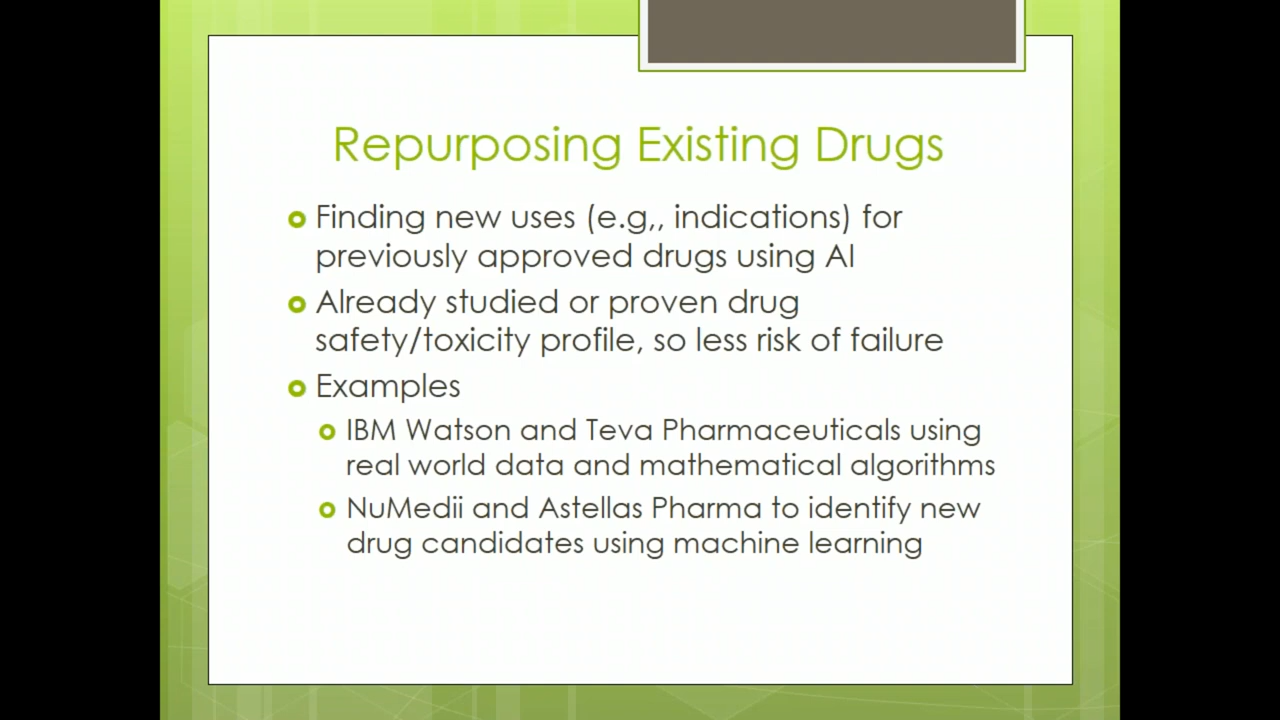 Repurposing Existing Drugs
Finding new uses (e.g,, indications) for
previously approved drugs using AI
Already studied or proven drug
safety/toxicity profile, so less risk of failure
Examples
IBM Watson and Teva Pharmaceuticals using
real world data and mathematical algorithms
NuMedii and Astellas Pharma to identify new
drug candidates using machine learning